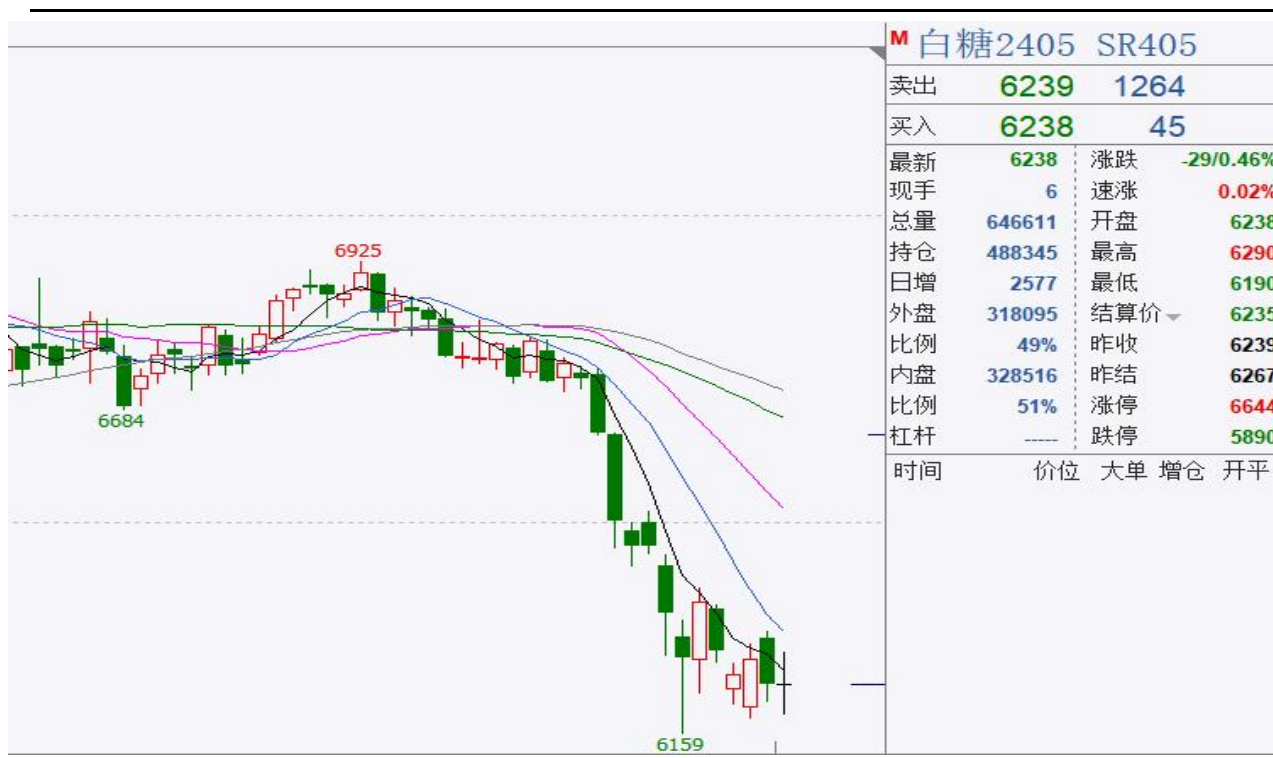 M 白糖2405 SR405
卖出 6239 1264
买入 6238 45
最新 6238 涨跌 -29/0.46%
现手 6 速涨 0.02%
总量 646611 开盘 6238
持仓 488345 最高 6290
日增 2577 最低 6190
外盘 318095 结算价 6235
比例 49% 昨收 6239
内盘 328516 昨结 6267
比例 51% 涨停 6644
杠杆 ----- 跌停 5890
时间 价位 大单 增仓 开平
6925
6684
6159